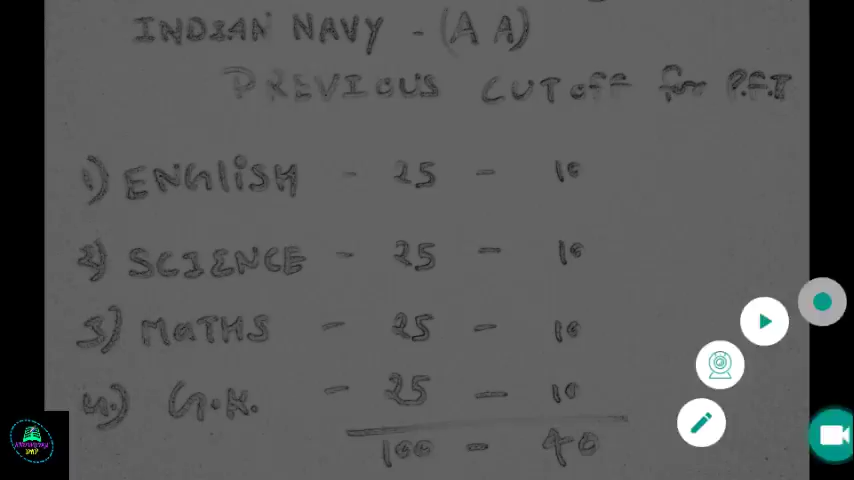 INDIAN NAVY - (AA)
PREVIOUS CUTOFF for P.F.T
1) ENGLISH - 25 - 10
2) SCIENCE - 25 - 10
3) MATHS - 25 - 10
4.) G.K. - 25 - 10
100 - 40